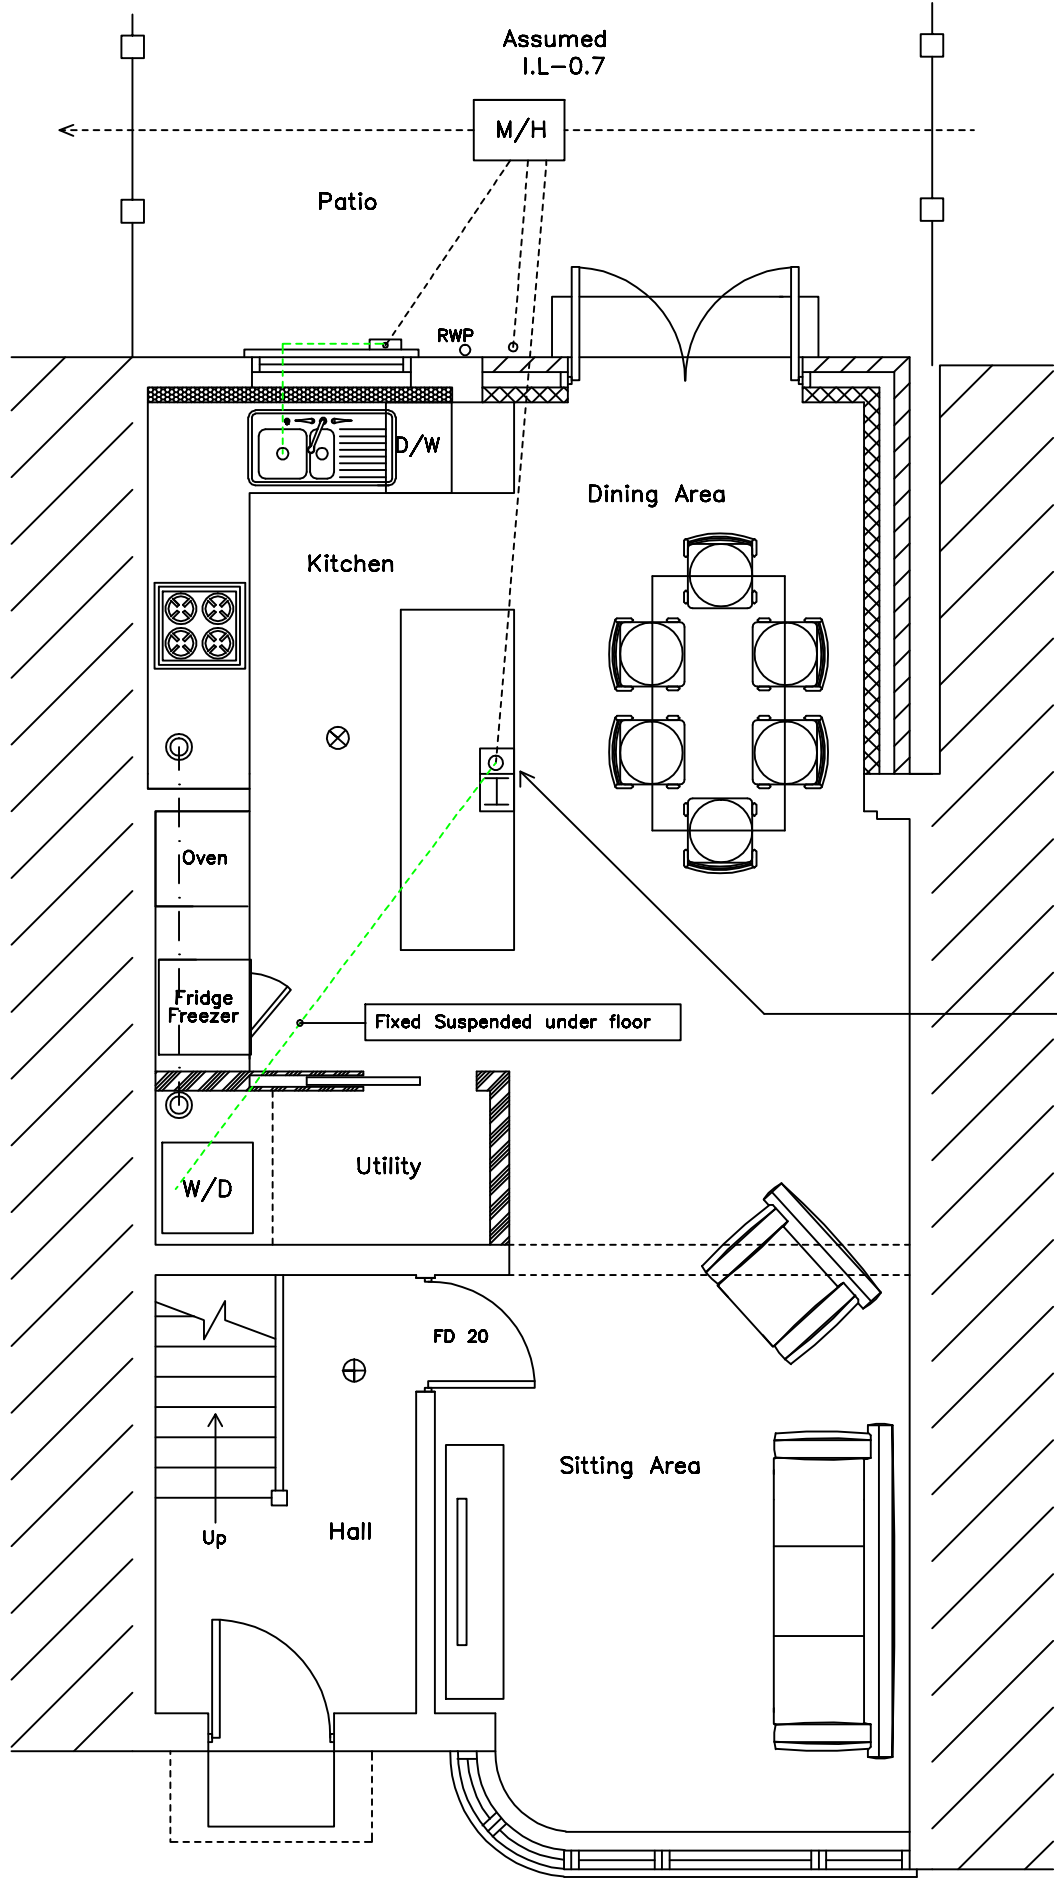 Assumed
I.L-0.7
M/H
Patio
RWP
D/W
Dining Area
Kitchen
Oven
Fridge
Freezer
Fixed Suspended under floor
Utility
W/D
FD 20
Sitting Area
Hall
Up